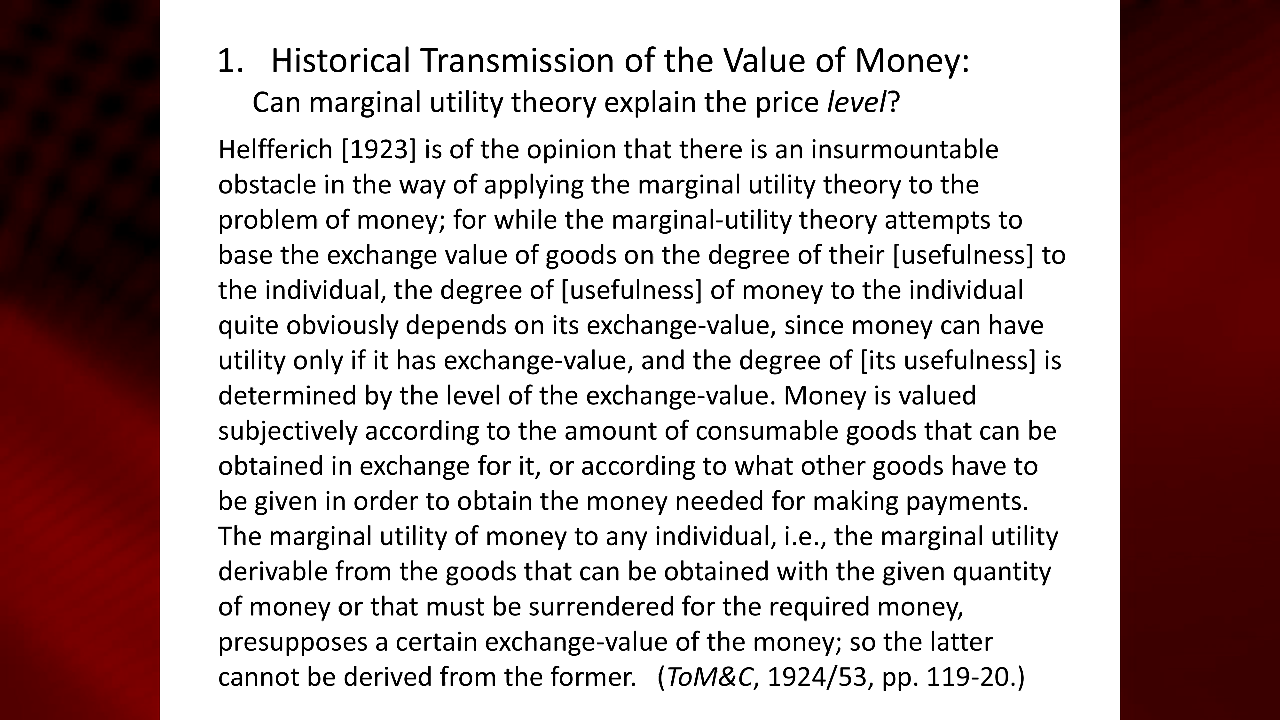 1. Historical Transmission of the Value of Money:
Can marginal utility theory explain the price level?
Helfferich [1923] is of the opinion that there is an insurmountable
obstacle in the way of applying the marginal utility theory to the
problem of money; for while the marginal-utility theory attempts to
base the exchange value of goods on the degree of their [usefulness] to
the individual, the degree of [usefulness] of money to the individual
quite obviously depends on its exchange-value, since money can have
utility only if it has exchange-value, and the degree of [its usefulness] is
determined by the level of the exchange-value. Money is valued
subjectively according to the amount of consumable goods that can be
obtained in exchange for it, or according to what other goods have to
be given in order to obtain the money needed for making payments.
The marginal utility of money to any individual, i.e., the marginal utility
derivable from the goods that can be obtained with the given quantity
of money or that must be surrendered for the required money,
presupposes a certain exchange-value of the money; so the latter
cannot be derived from the former. (ToM&C, 1924/53, pp. 119-20.)